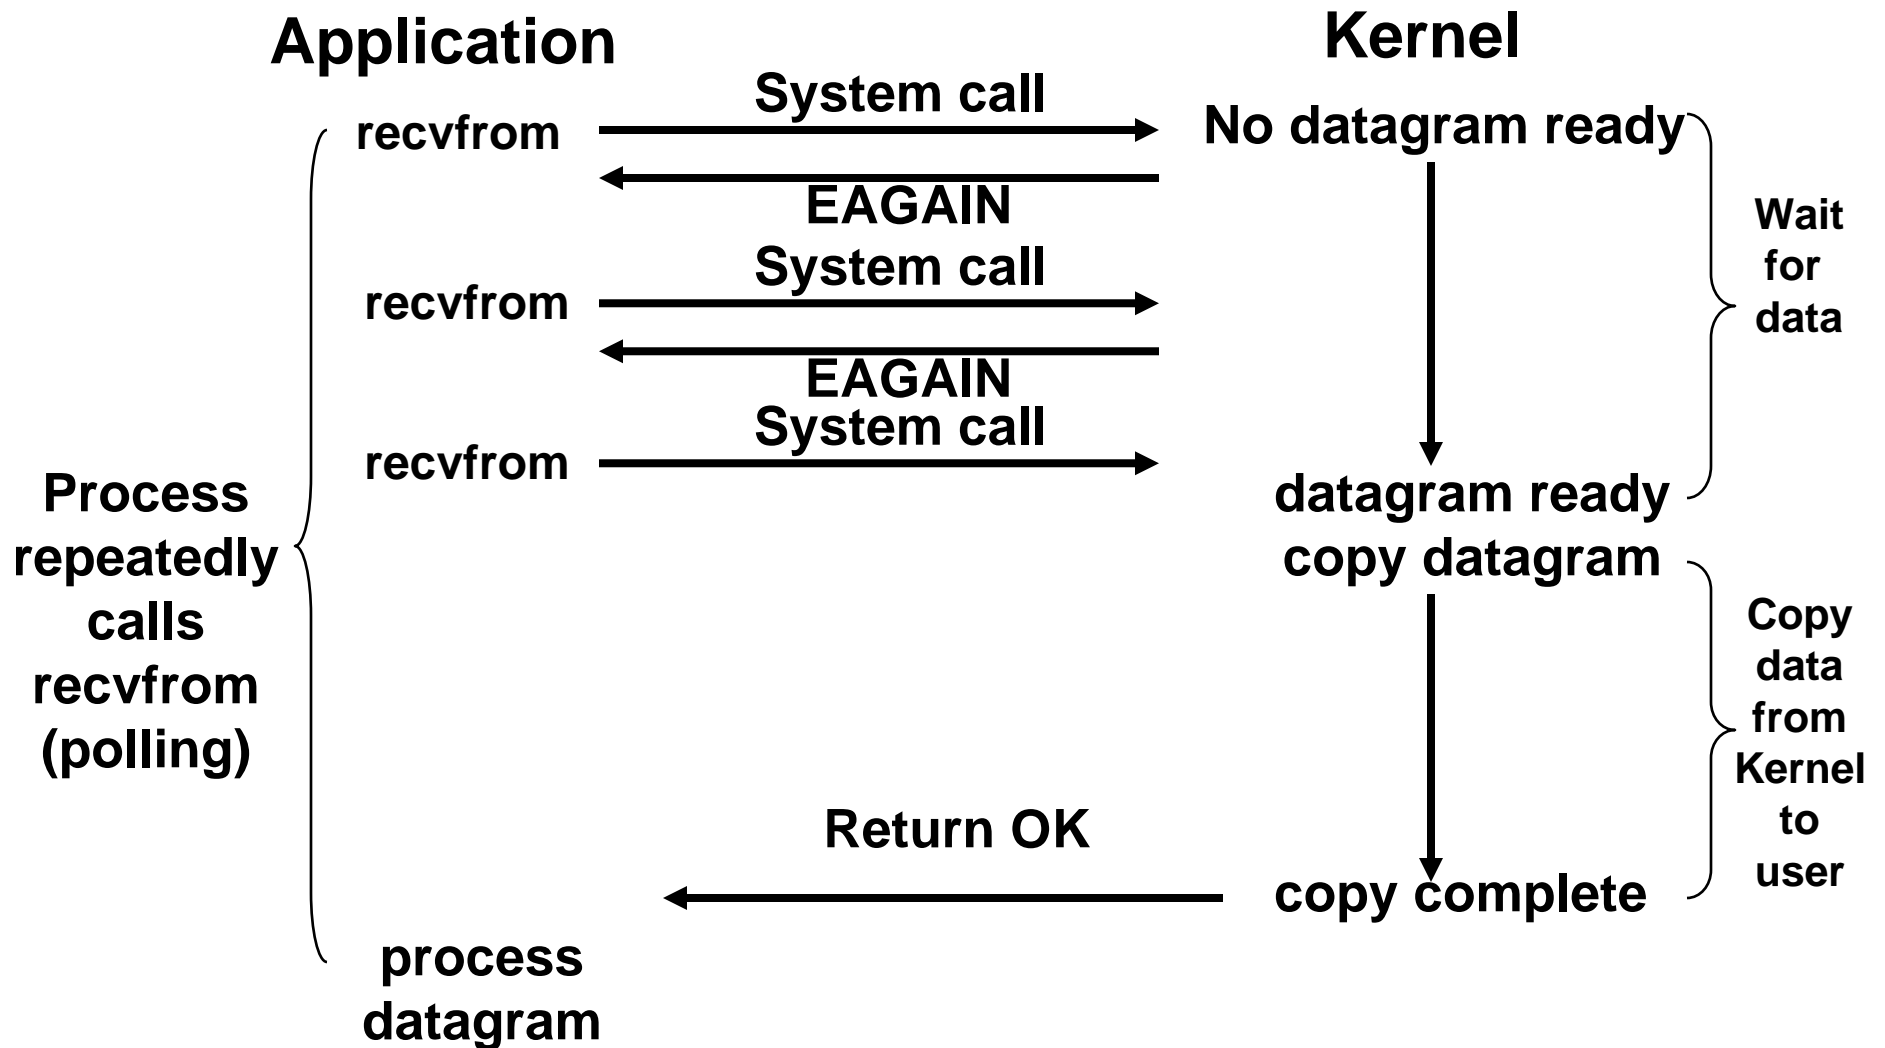 Application
Kernel
System call
recvfrom
No datagram ready
EAGAIN
System call
recvfrom
EAGAIN
System call
recvfrom
Wait
for
data
datagram ready
copy datagram
Process
repeatedly
calls
recvfrom
(polling)
Copy
data
from
Kernel
to
user
Return OK
copy complete
process
datagram